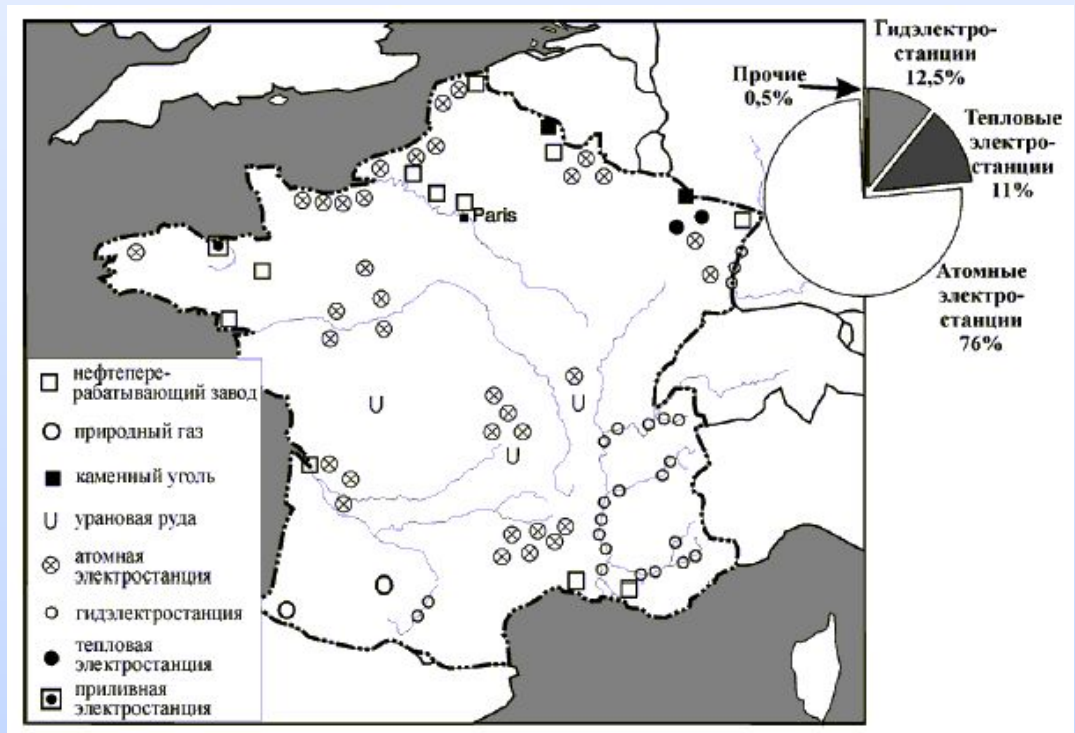 Гидэлектро-
станции
12,5%
Прочие
0,5%
Тепловые
электро-
станции
11%
Paris
Атомные
электро-
станции
76%
нефтепере-
рабатывающий завод
природный газ
каменный уголь
U
урановая руда
атомная
электростанция
гидэлектростанция
тепловая
электростанция
приливная
электростанция
U
U
U